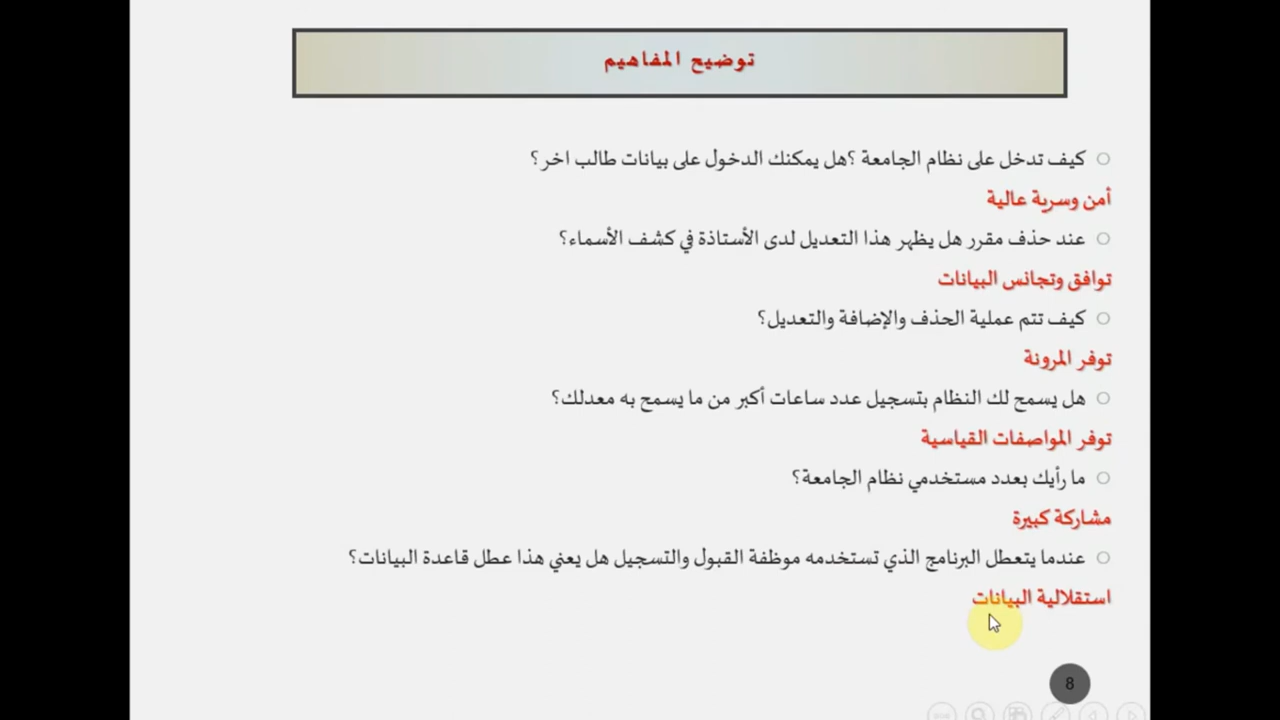 توضيح المفاهيم
كيف تدخل على نظام الجامعة ؟هل يمكنك الدخول على بيانات طالب اخر؟
أمن وسرية عالية
عند حذف مقرر هل يظهر هذا التعديل لدى الأستاذة في كشف الأسماء؟
توافق وتجانس البيانات
كيف تتم عملية الحذف والإضافة والتعديل؟
توفر المرونة
هل يسمح لك النظام بتسجيل عدد ساعات أكبر من ما يسمح به معدلك؟
توفر المواصفات القياسية
ما رأيك بعدد مستخدمي نظام الجامعة؟
مشاركة كبيرة
عندما يتعطل البرنامج الذي تستخدمه موظفة القبول والتسجيل هل يعني هذا عطل قاعدة البيانات؟
استقلالية البيانات
8